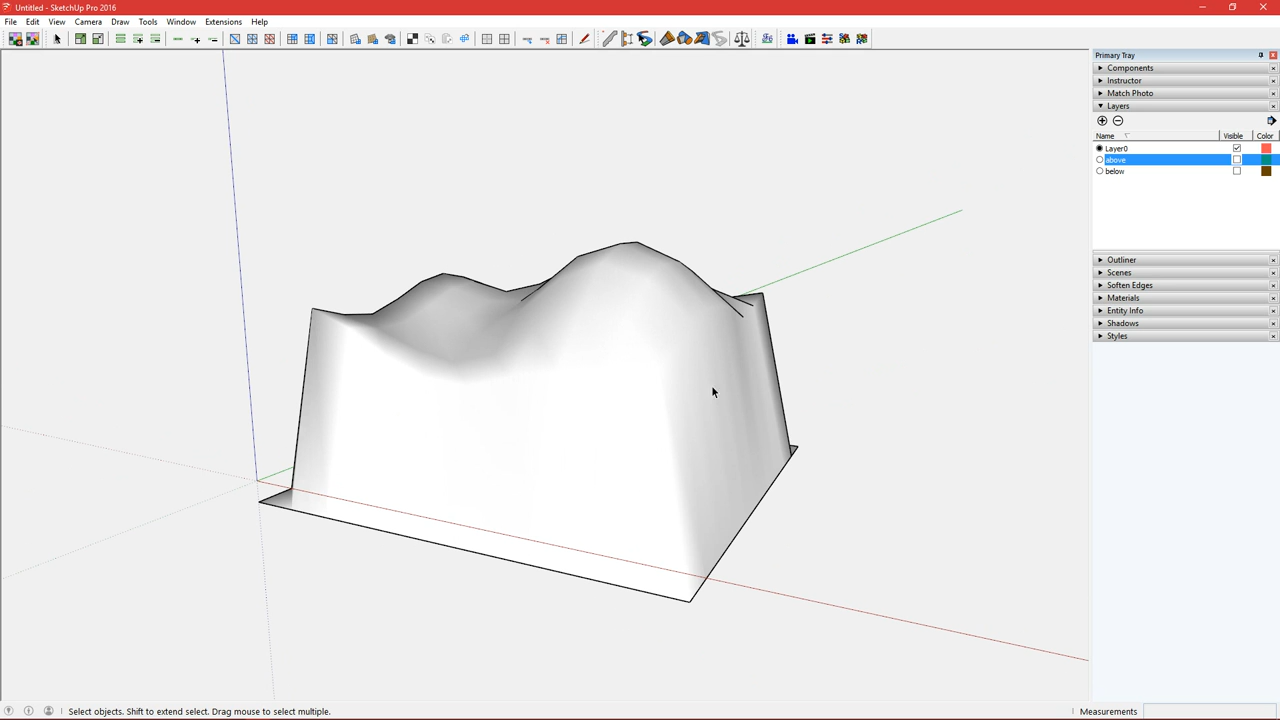 Untitled - SketchUp Pro 2016
File Edit View Camera Draw Tools Window Extensions Help
Primary Tray
Components
Instructor
Match Photo
Layers
Name Visible Color
Layer0
above
below
Outliner
Scenes
Soften Edges
Materials
Entity Info
Shadows
Styles
Select objects. Shift to extend select. Drag mouse to select multiple. Measurements